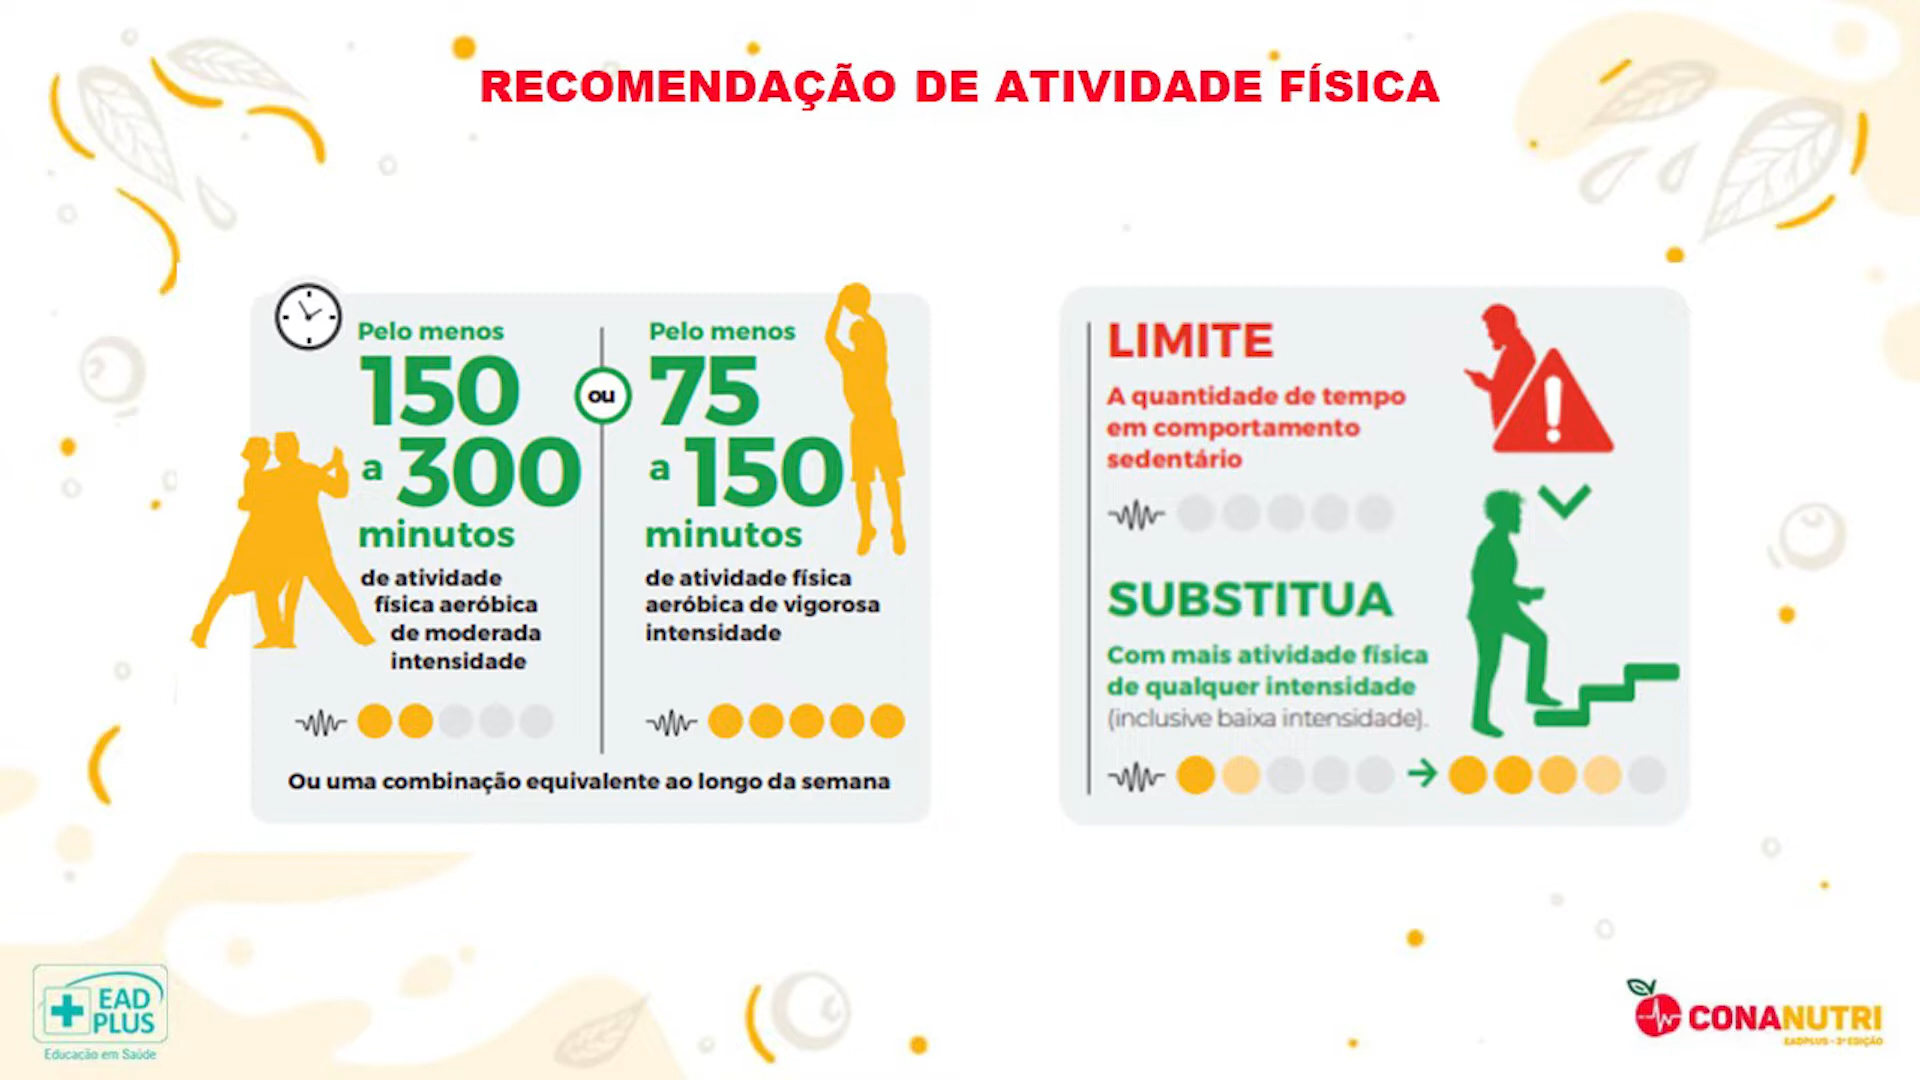 RECOMENDAÇÃO DE ATIVIDADE FÍSICA
Pelo menos
150
a 300
minutos
de atividade
física aeróbica
de moderada
intensidade
ou
Pelo menos
75
a 150
minutos
de atividade física
aeróbica de vigorosa
intensidade
Ou uma combinação equivalente ao longo da semana
LIMITE
A quantidade de tempo
em comportamento
sedentário
SUBSTITUA
Com mais atividade física
de qualquer intensidade
(inclusive baixa intensidade).
EAD
PLUS
Educação em Saúde
CONANUTRI
EADPLUS - 2ª EDIÇÃO